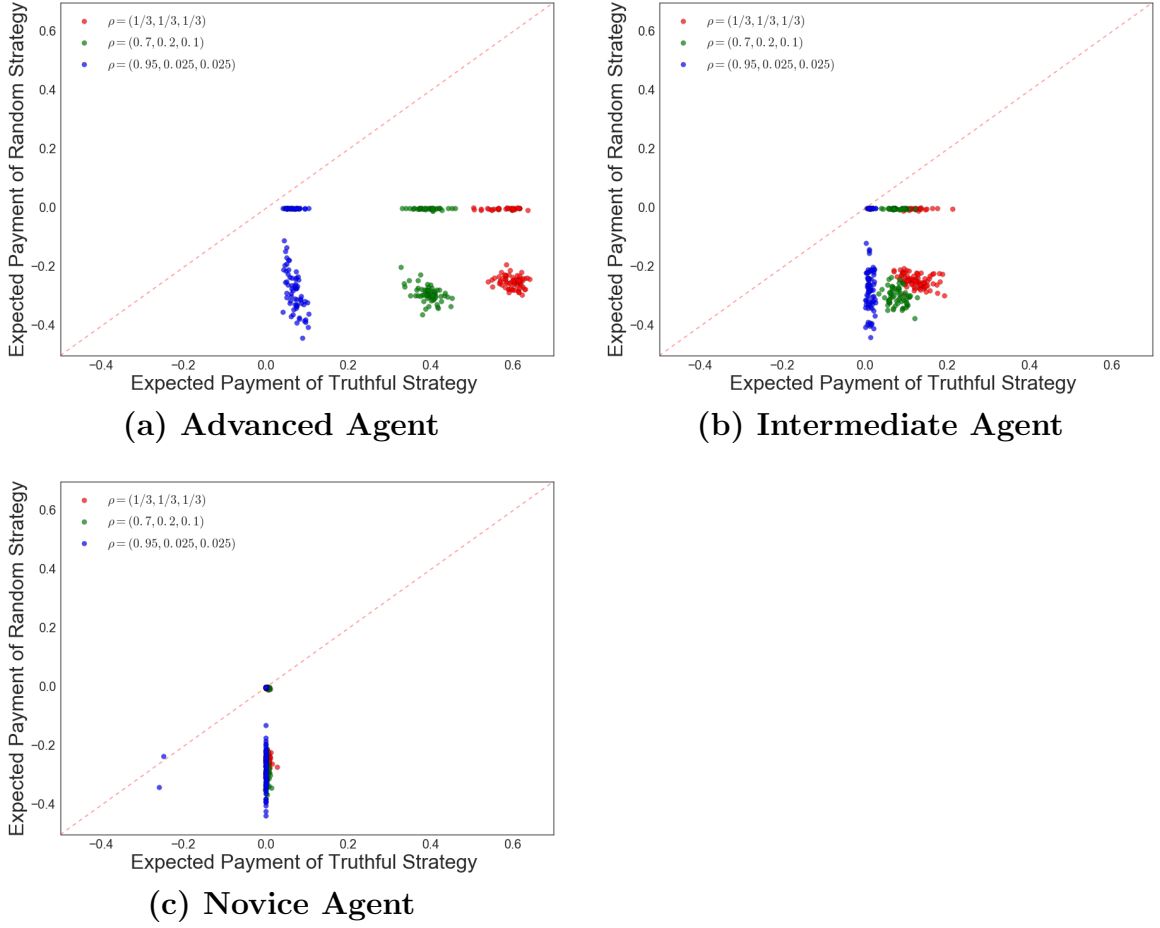 Expected Payment of Random Strategy
0.6
0.4
0.2
0.0
−0.2
−0.4
ρ = (1/3, 1/3, 1/3)
ρ = (0.7, 0.2, 0.1)
ρ = (0.95, 0.025, 0.025)
−0.4 −0.2 0.0 0.2 0.4 0.6
Expected Payment of Truthful Strategy
(a) Advanced Agent
Expected Payment of Random Strategy
0.6
0.4
0.2
0.0
−0.2
−0.4
ρ = (1/3, 1/3, 1/3)
ρ = (0.7, 0.2, 0.1)
ρ = (0.95, 0.025, 0.025)
−0.4 −0.2 0.0 0.2 0.4 0.6
Expected Payment of Truthful Strategy
(b) Intermediate Agent
Expected Payment of Random Strategy
0.6
0.4
0.2
0.0
−0.2
−0.4
ρ = (1/3, 1/3, 1/3)
ρ = (0.7, 0.2, 0.1)
ρ = (0.95, 0.025, 0.025)
−0.4 −0.2 0.0 0.2 0.4 0.6
Expected Payment of Truthful Strategy
(c) Novice Agent